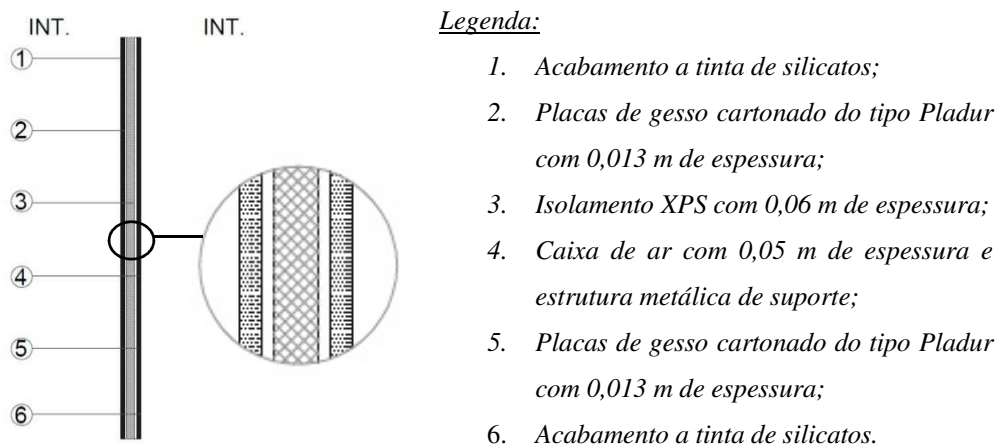 INT.
INT.
1
2
3
4
5
6
Legenda:
1. Acabamento a tinta de silicatos;
2. Placas de gesso cartonado do tipo Pladur
com 0,013 m de espessura;
3. Isolamento XPS com 0,06 m de espessura;
4. Caixa de ar com 0,05 m de espessura e
estrutura metálica de suporte;
5. Placas de gesso cartonado do tipo Pladur
com 0,013 m de espessura;
6. Acabamento a tinta de silicatos.